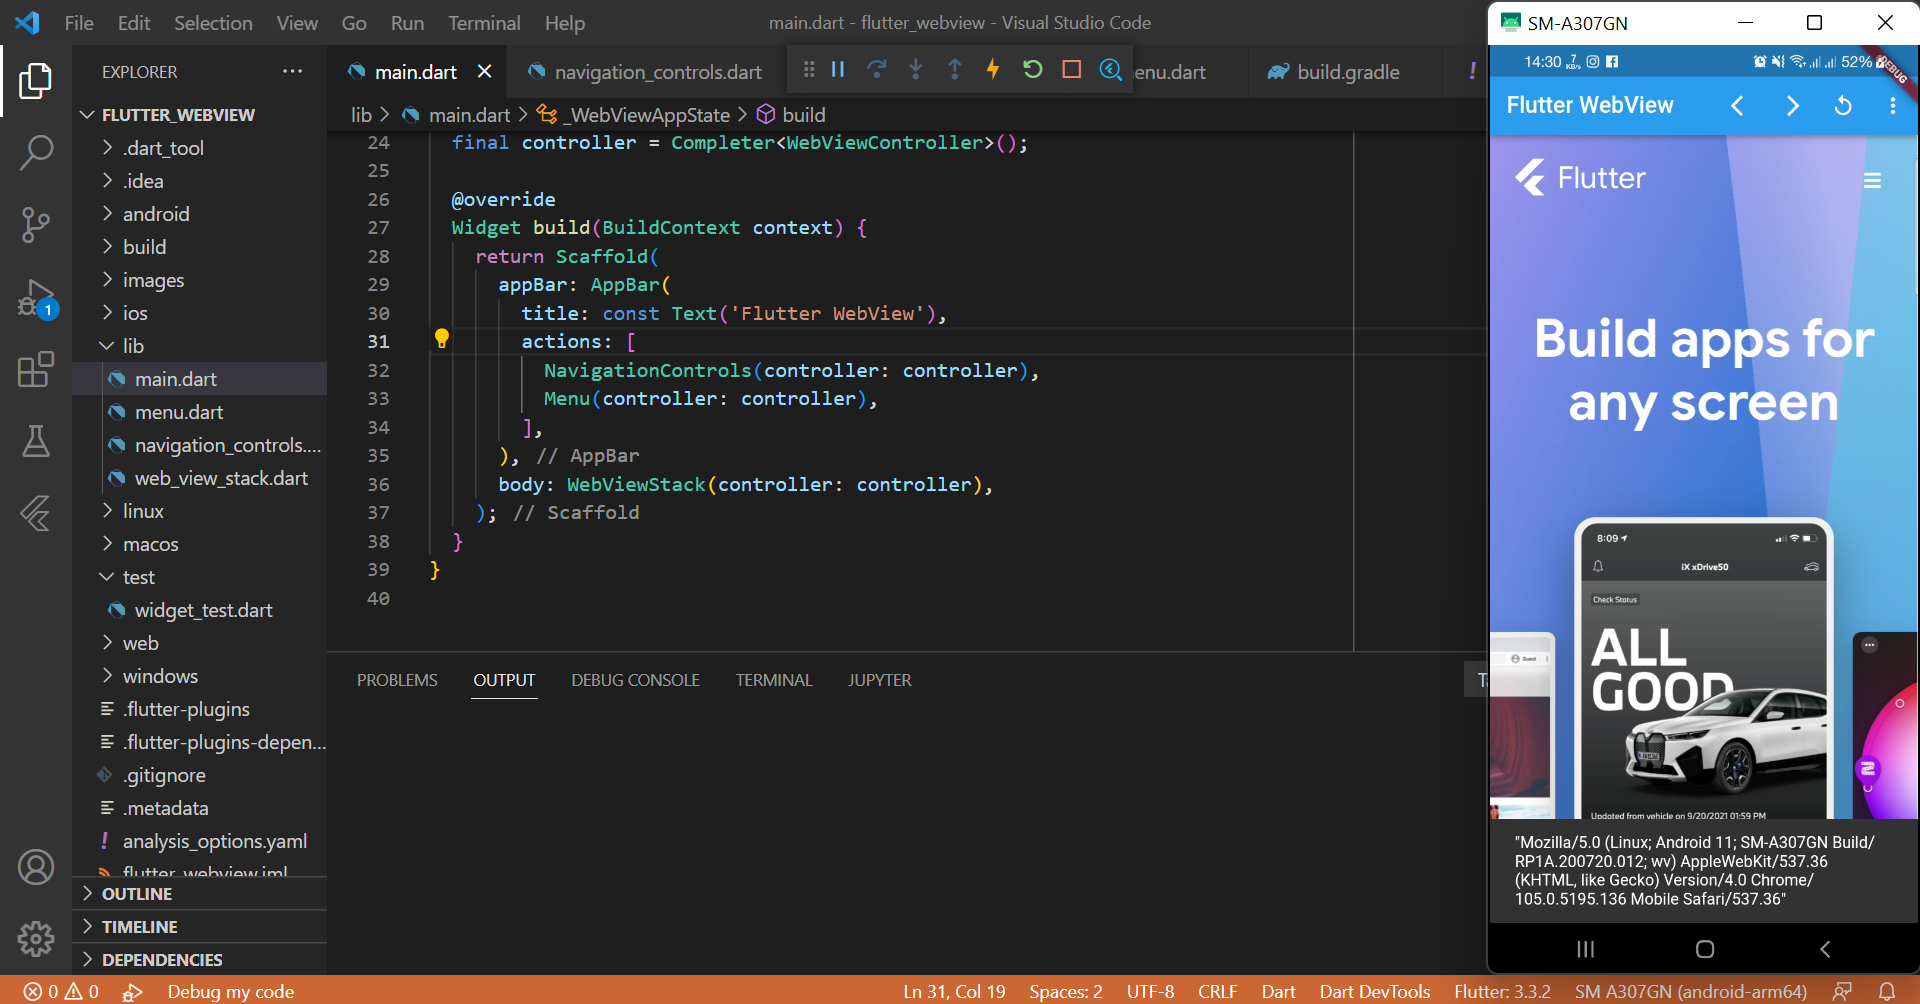 File Edit Selection View Go Run Terminal Help
main.dart - flutter_webview - Visual Studio Code
SM-A307GN
EXPLORER
FLUTTER_WEBVIEW
.dart_tool
.idea
android
build
images
ios
lib
main.dart
menu.dart
navigation_controls....
web_view_stack.dart
linux
macos
test
widget_test.dart
web
windows
.flutter-plugins
.flutter-plugins-depen...
.gitignore
.metadata
analysis_options.yaml
flutter_webview.iml
OUTLINE
TIMELINE
DEPENDENCIES
1
main.dart
navigation_controls.dart
enu.dart
build.gradle
lib > main.dart > _WebViewAppState > build
24 final controller = Completer<WebViewController>();
25
26 @override
27 Widget build(BuildContext context) {
28 return Scaffold(
29 appBar: AppBar(
30 title: const Text('Flutter WebView'),
31 actions: [
32 NavigationControls(controller: controller),
33 Menu(controller: controller),
34 ],
35 ), // AppBar
36 body: WebViewStack(controller: controller),
37 ); // Scaffold
38 }
39 }
40
PROBLEMS OUTPUT DEBUG CONSOLE TERMINAL JUPYTER
Ta
14:30 7 KB/s 52%
DEBUG
Flutter WebView
Flutter
Build apps for
any screen
8:09
iX xDrive50
Check Status
ALL
GOOD
Guest
Updated from vehicle on 9/20/2021 01:59 PM
"Mozilla/5.0 (Linux; Android 11; SM-A307GN Build/
RP1A.200720.012; wv) AppleWebKit/537.36
(KHTML, like Gecko) Version/4.0 Chrome/
105.0.5195.136 Mobile Safari/537.36"
0 0 Debug my code
Ln 31, Col 19 Spaces: 2 UTF-8 CRLF Dart Dart DevTools Flutter: 3.3.2 SM A307GN (android-arm64)